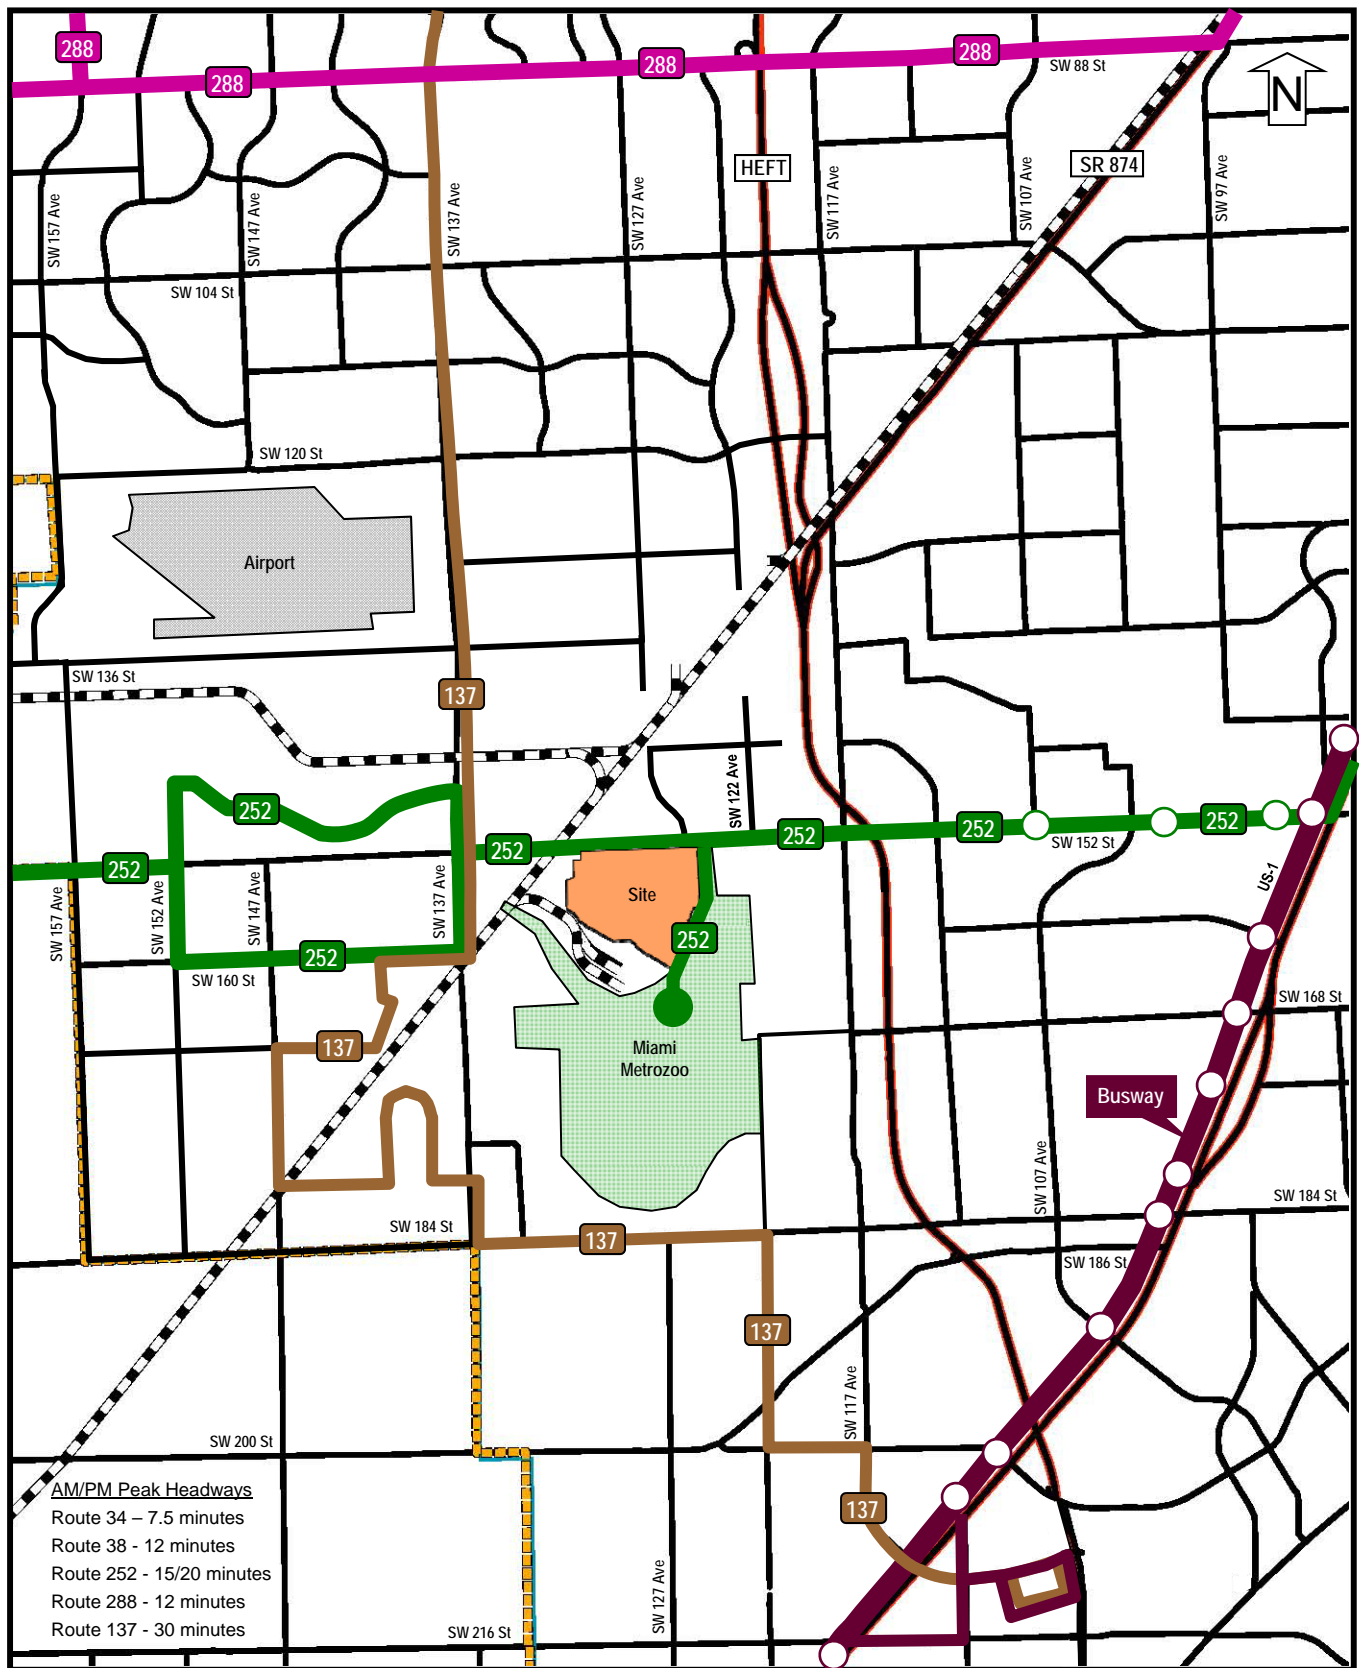 288
288
288
288
SW 88 St
N
HEFT
SR 874
SW 157 Ave
SW 147 Ave
SW 137 Ave
SW 127 Ave
SW 117 Ave
SW 107 Ave
SW 97 Ave
SW 104 St
SW 120 St
Airport
SW 136 St
137
252
252
252
252
252
252
SW 122 Ave
SW 152 St
US-1
Site
SW 157 Ave
SW 152 Ave
SW 147 Ave
SW 137 Ave
252
252
SW 160 St
SW 168 St
137
Miami
Metrozoo
Busway
SW 107 Ave
SW 184 St
SW 184 St
137
SW 186 St
137
SW 117 Ave
SW 200 St
137
AM/PM Peak Headways
Route 34 – 7.5 minutes
Route 38 - 12 minutes
Route 252 - 15/20 minutes
Route 288 - 12 minutes
Route 137 - 30 minutes
SW 127 Ave
SW 216 St